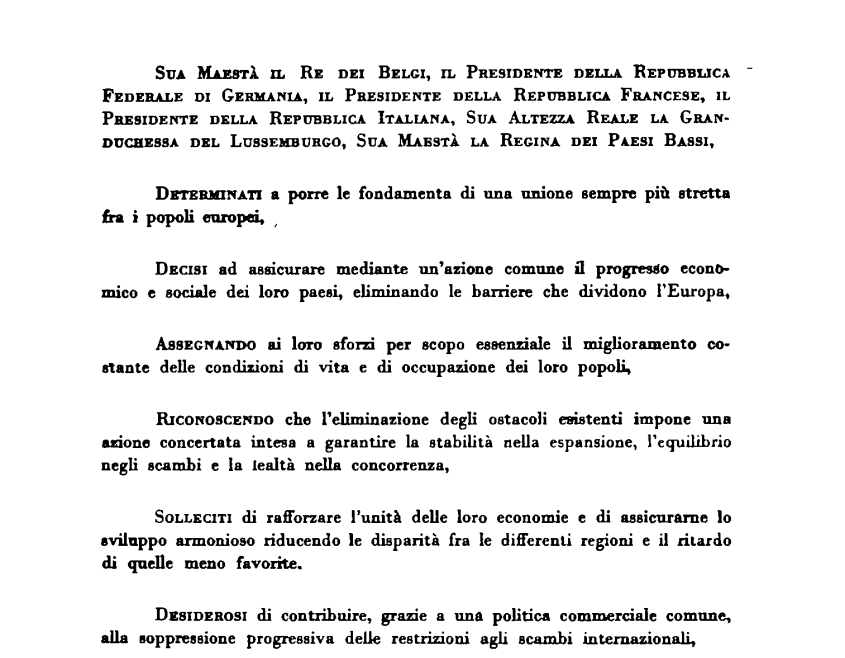 SUA MAESTÀ IL RE DEI BELGI, IL PRESIDENTE DELLA REPUBBLICA
FEDERALE DI GERMANIA, IL PRESIDENTE DELLA REPUBBLICA FRANCESE, IL
PRESIDENTE DELLA REPUBBLICA ITALIANA, SUA ALTEZZA REALE LA GRAN-
DUCHESSA DEL LUSSEMBURGO, SUA MAESTÀ LA REGINA DEI PAESI BASSI,
DETERMINATI a porre le fondamenta di una unione sempre più stretta
fra i popoli europei,
DECISI ad assicurare mediante un'azione comune il progresso econo-
mico e sociale dei loro paesi, eliminando le barriere che dividono l'Europa,
ASSEGNANDO ai loro sforzi per scopo essenziale il miglioramento co-
stante delle condizioni di vita e di occupazione dei loro popoli,
RICONOSCENDO che l'eliminazione degli ostacoli esistenti impone una
azione concertata intesa a garantire la stabilità nella espansione, l'equilibrio
negli scambi e la lealtà nella concorrenza,
SOLLECITI di rafforzare l'unità delle loro economie e di assicurarne lo
sviluppo armonioso riducendo le disparità fra le differenti regioni e il ritardo
di quelle meno favorite.
DESIDEROSI di contribuire, grazie a una politica commerciale comune,
alla soppressione progressiva delle restrizioni agli scambi internazionali,